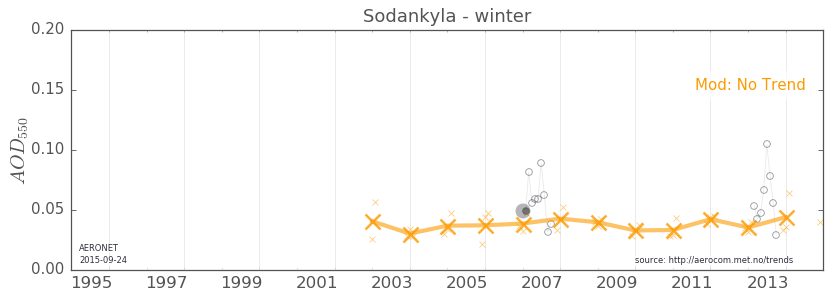 Sodankyla - winter
0.20
0.15
0.10
0.05
0.00
AOD550
Mod: No Trend
AERONET
2015-09-24
source: http://aerocom.met.no/trends
1995 1997 1999 2001 2003 2005 2007 2009 2011 2013